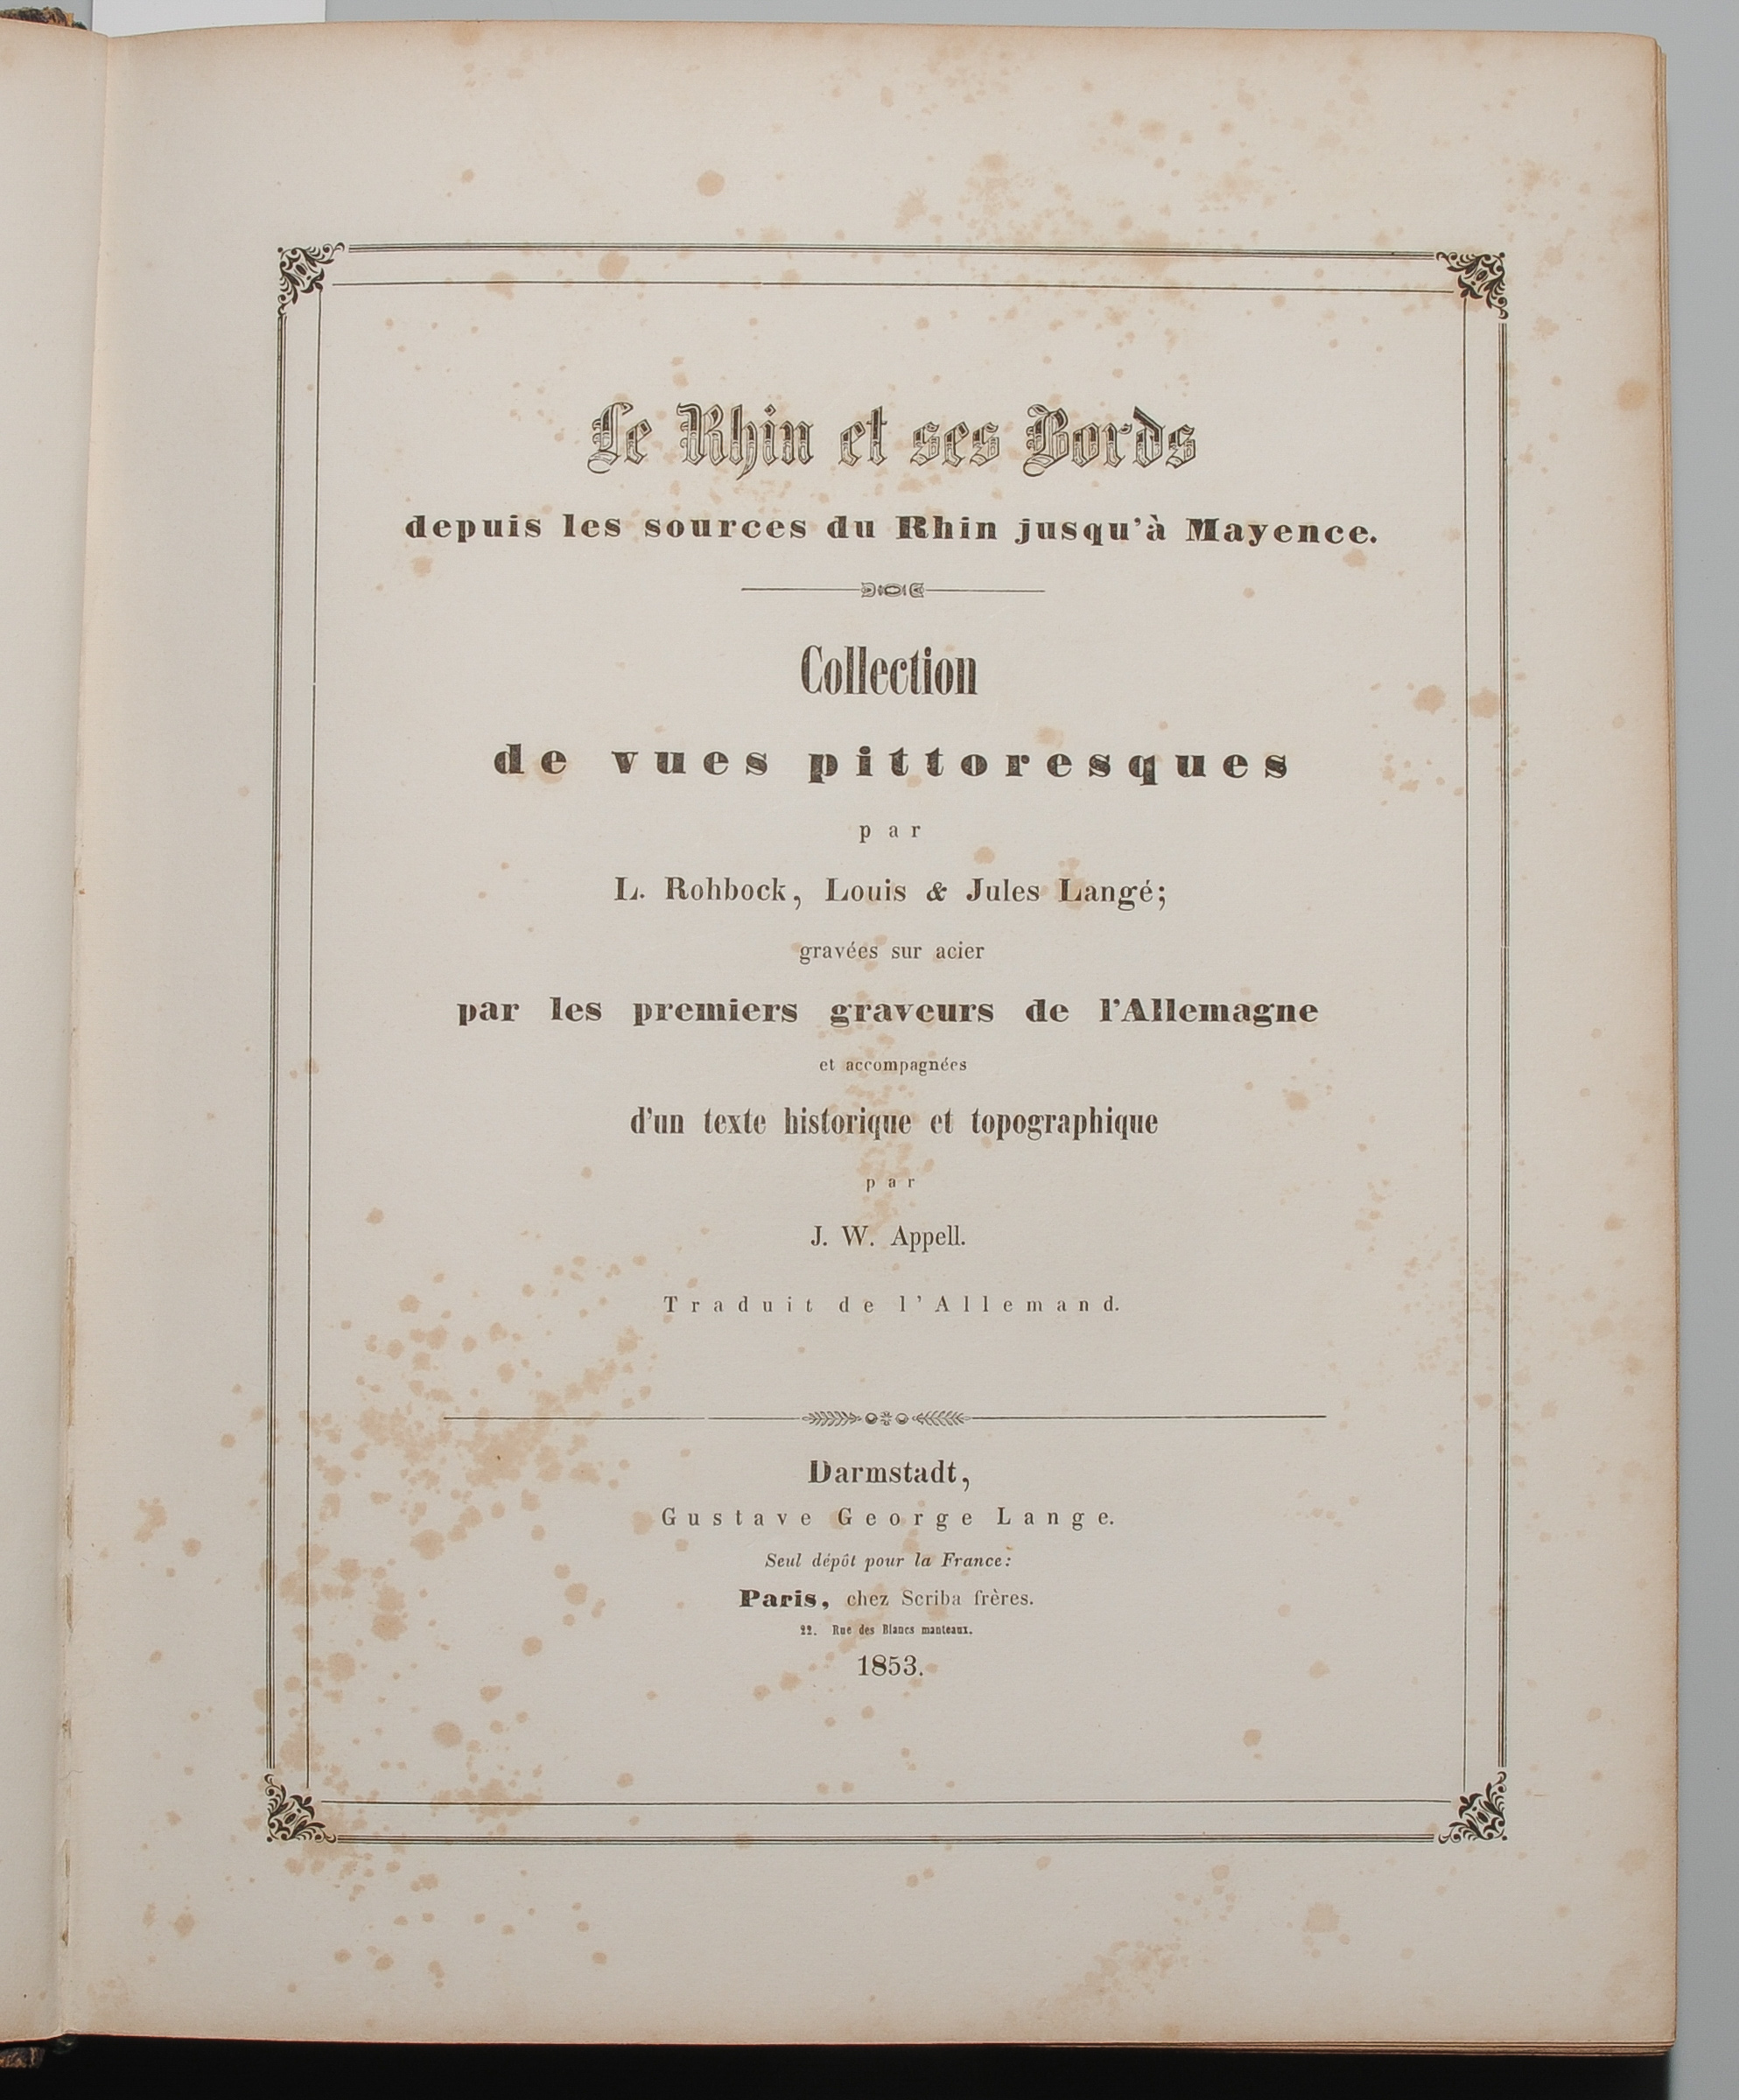 Le Rhin et ses Bords
depuis les sources du Rhin jusqu'à Mayence.
Collection
de vues pittoresques
par
L. Rohbock, Louis & Jules Langé;
gravées sur acier
par les premiers graveurs de l'Allemagne
et accompagnées
d'un texte historique et topographique
par
J. W. Appell.
Traduit de l'Allemand.
Darmstadt,
Gustave George Lange.
Seul dépôt pour la France:
Paris, chez Scriba frères.
22. Rue des Blancs manteaux.
1853.